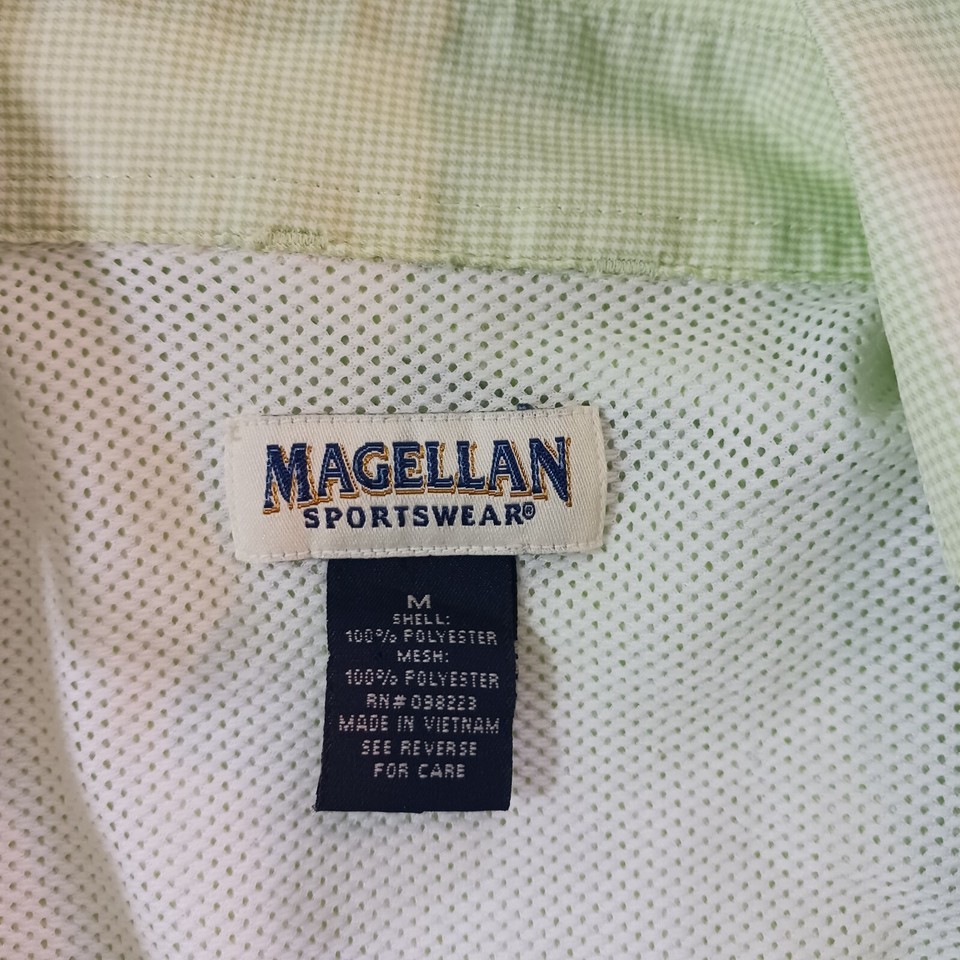 MAGELLAN
SPORTSWEAR®
M
SHELL:
100% POLYESTER
MESH:
100% POLYESTER
RN# 098223
MADE IN VIETNAM
SEE REVERSE
FOR CARE